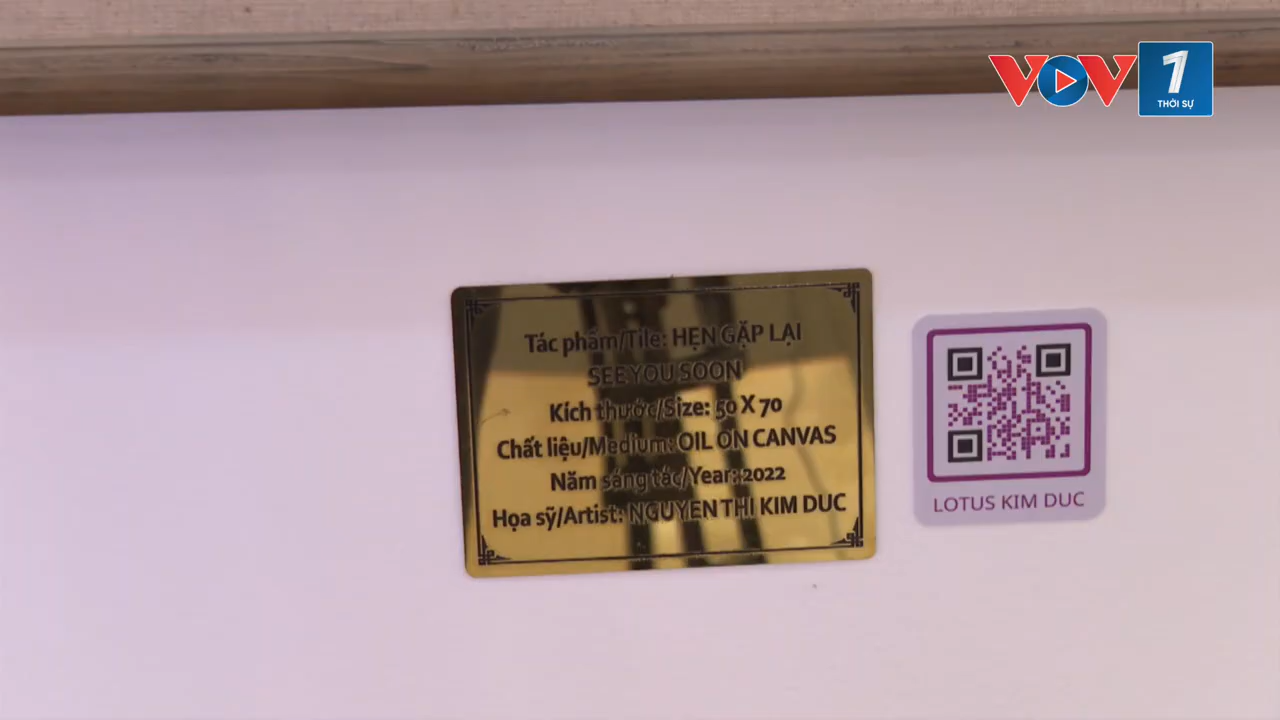 VOV 1
THỜI SỰ
Tác phẩm/Tile: HẸN GẶP LẠI
SEE YOU SOON
Kích thước/Size: 50 X 70
Chất liệu/Medium: OIL ON CANVAS
Năm sáng tác/Year: 2022
Họa sỹ/Artist: NGUYEN THI KIM DUC
LOTUS KIM DUC